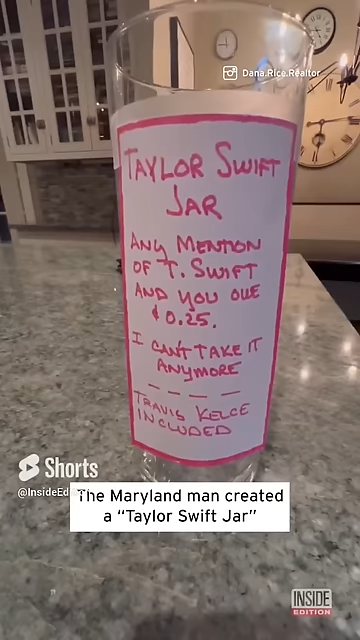 Dana.Rice.Realtor
TAYLOR SWIFT
JAR
ANY MENTION
OF T. SWIFT
AND YOU OWE
$0.25.
I CAN'T TAKE IT
ANYMORE
----
TRAVIS KELCE
INCLUDED
Shorts
@InsideEd
The Maryland man created
a “Taylor Swift Jar”
INSIDE
EDITION